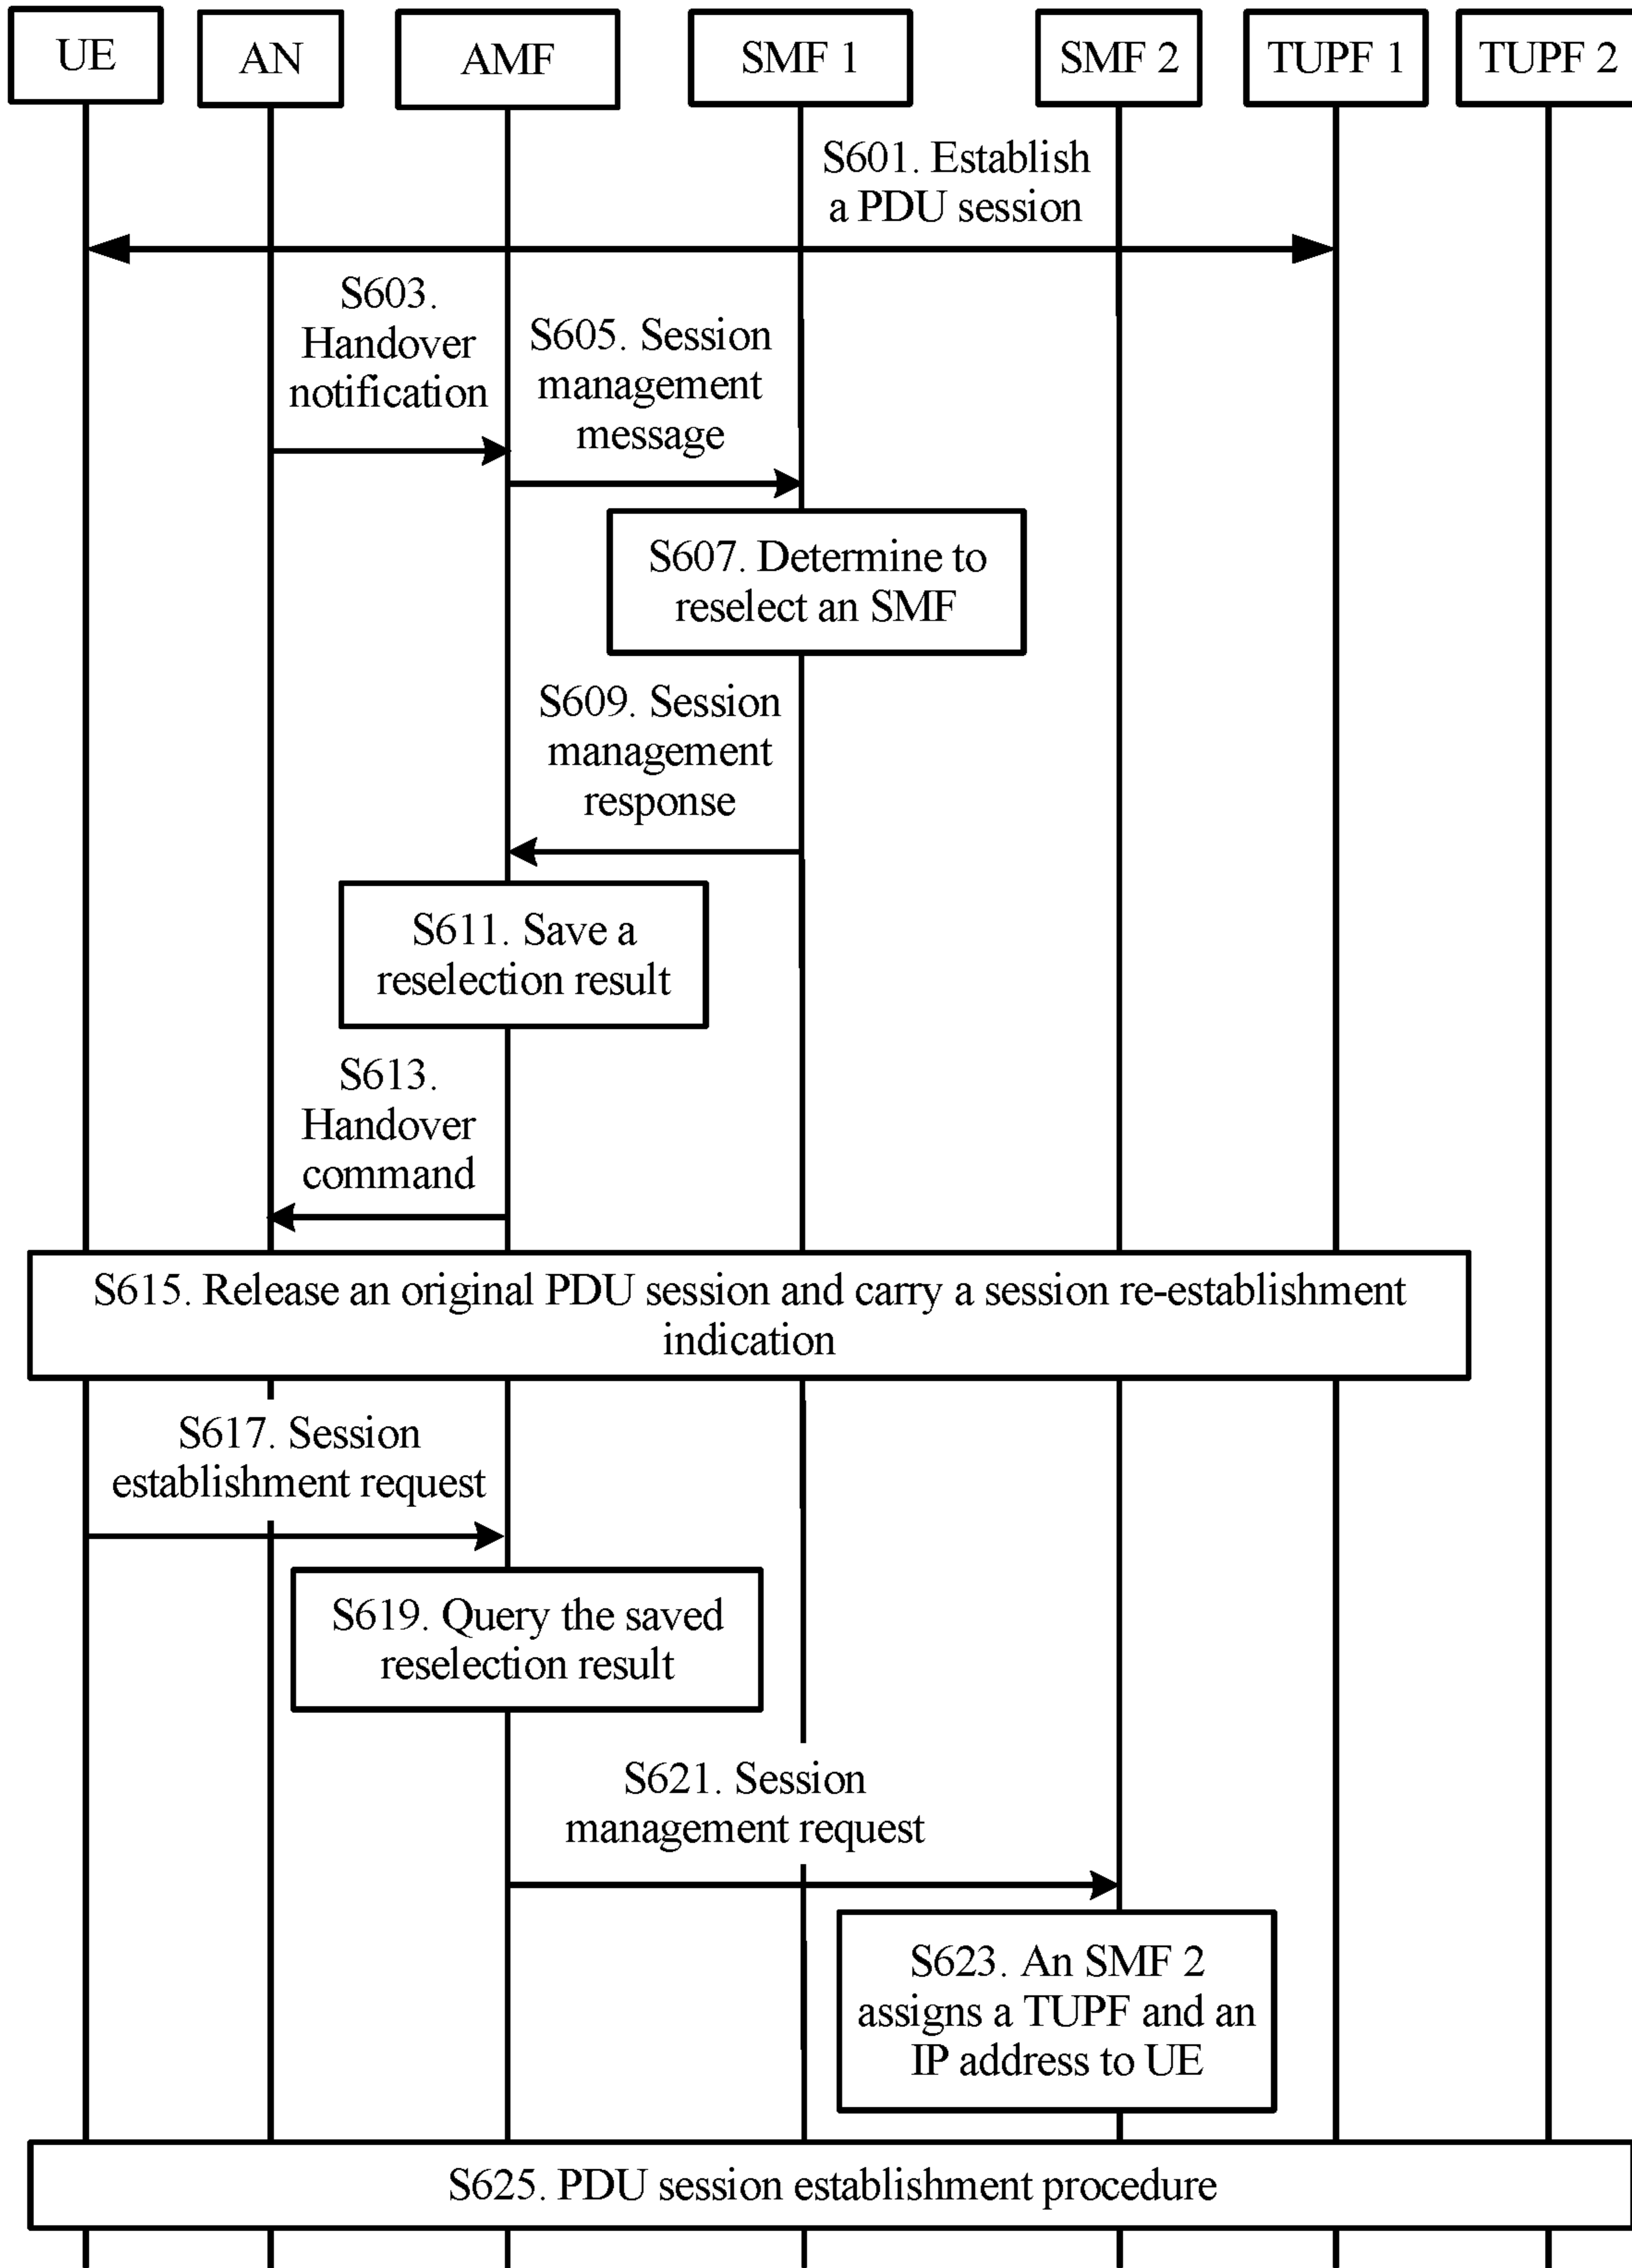 UE
AN
AMF
SMF 1
SMF 2
TUPF 1
TUPF 2
S601. Establish
a PDU session
S603.
Handover
notification
S605. Session
management
message
S607. Determine to
reselect an SMF
S609. Session
management
response
S611. Save a
reselection result
S613.
Handover
command
S615. Release an original PDU session and carry a session re-establishment
indication
S617. Session
establishment request
S619. Query the saved
reselection result
S621. Session
management request
S623. An SMF 2
assigns a TUPF and an
IP address to UE
S625. PDU session establishment procedure